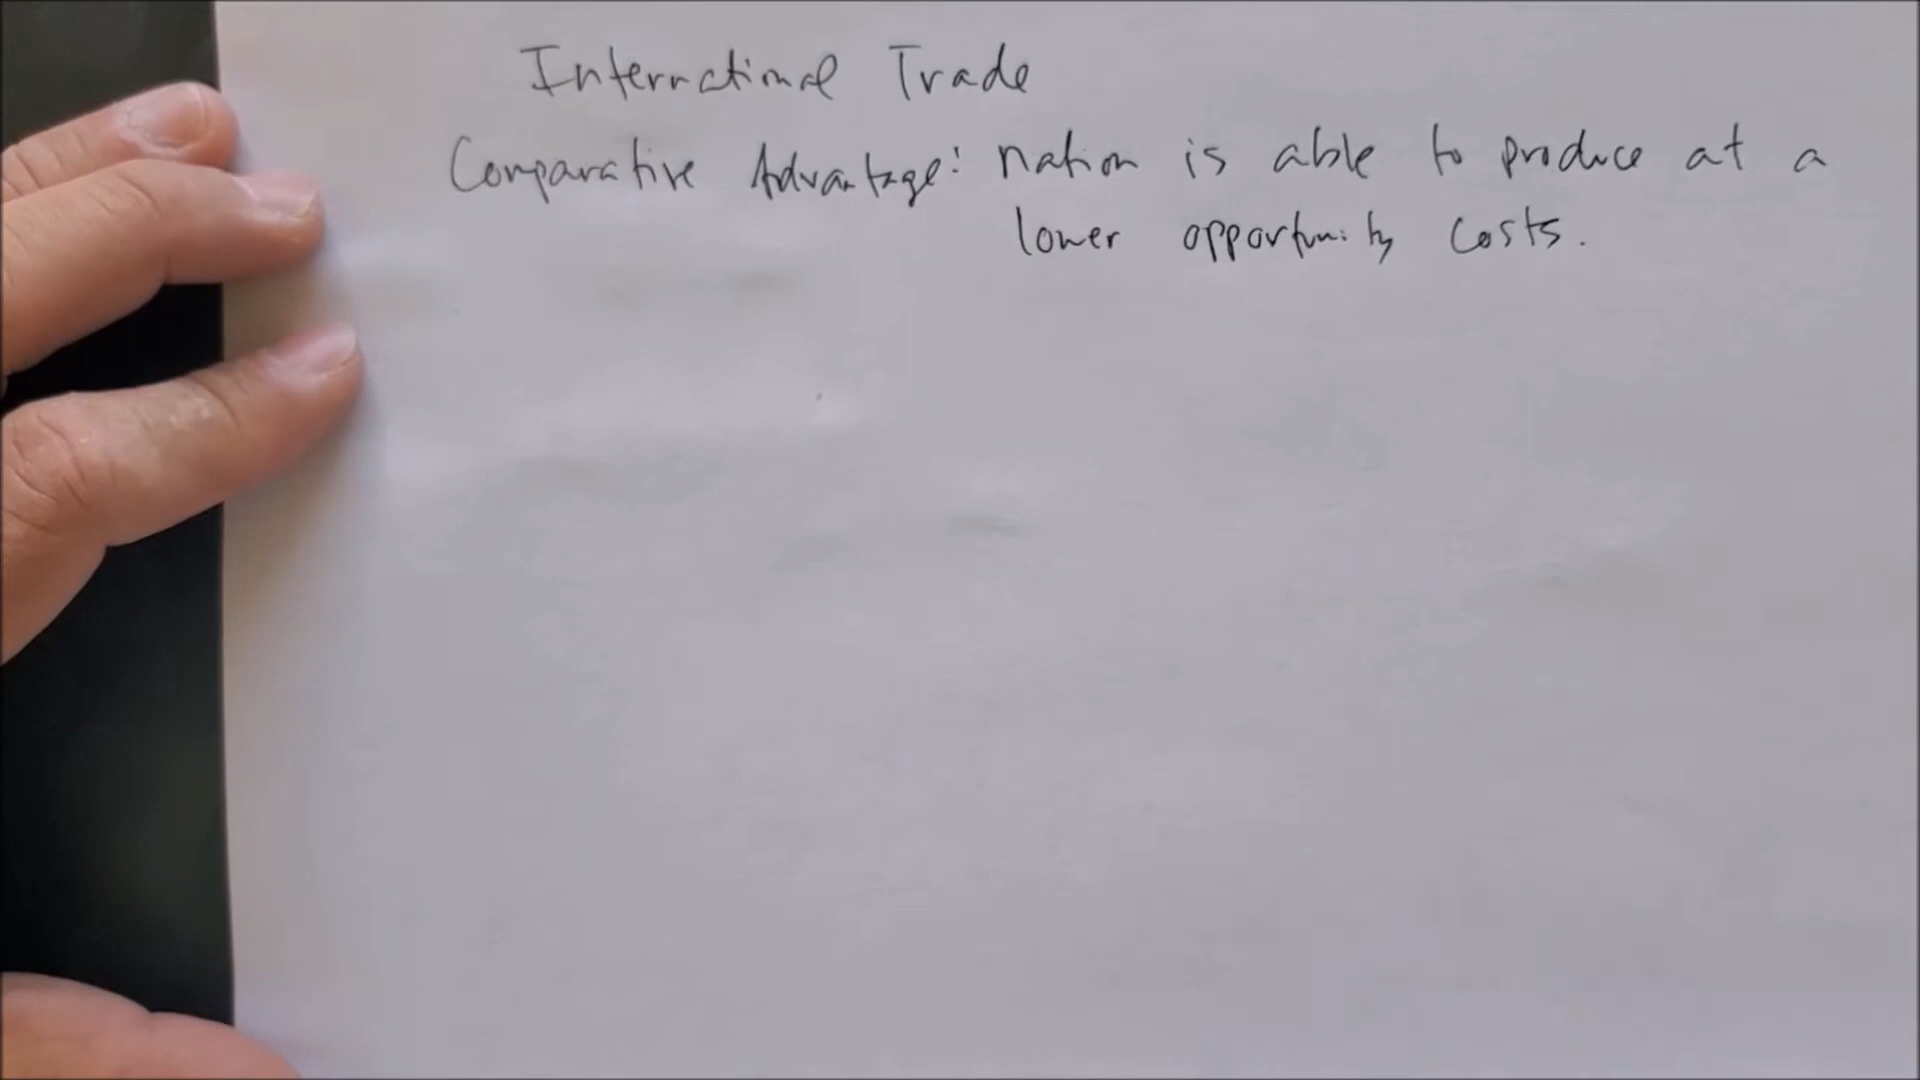 International Trade
Comparative Advantage: nation is able to produce at a
lower opportunity costs.